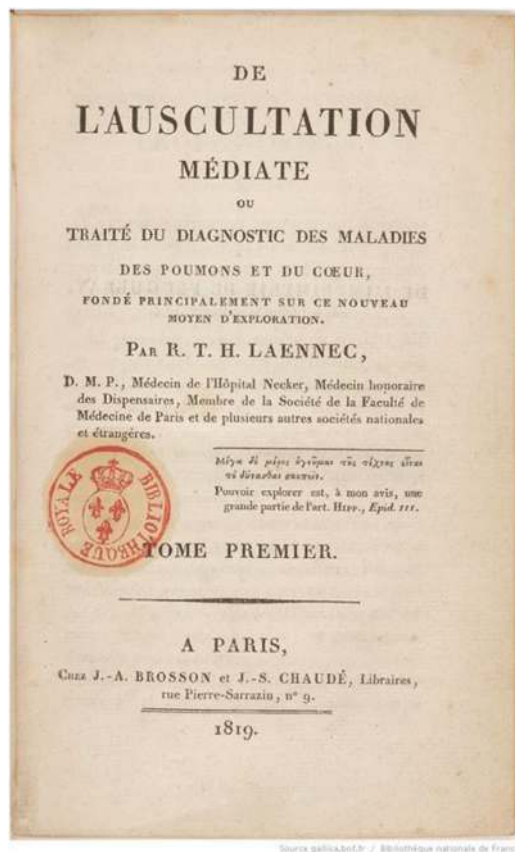 DE
L'AUSCULTATION
MÉDIATE
OU
TRAITÉ DU DIAGNOSTIC DES MALADIES
DES POUMONS ET DU CŒUR,
FONDÉ PRINCIPALEMENT SUR CE NOUVEAU
MOYEN D'EXPLORATION.
PAR R. T. H. LAENNEC,
D. M. P., Médecin de l'Hôpital Necker, Médecin honoraire
des Dispensaires, Membre de la Société de la Faculté de
Médecine de Paris et de plusieurs autres sociétés nationales
et étrangères.
Pouvoir explorer est, à mon avis, une
grande partie de l'art. HIPP., Epid. III.
BIBLIOTHÈQUE ROYALE
TOME PREMIER.
A PARIS,
CHEZ J.-A. BROSSON et J.-S. CHAUDÉ, Libraires,
rue Pierre-Sarrazin, n° 9.
1819.
Source gallica.bnf.fr / Bibliothèque nationale de France